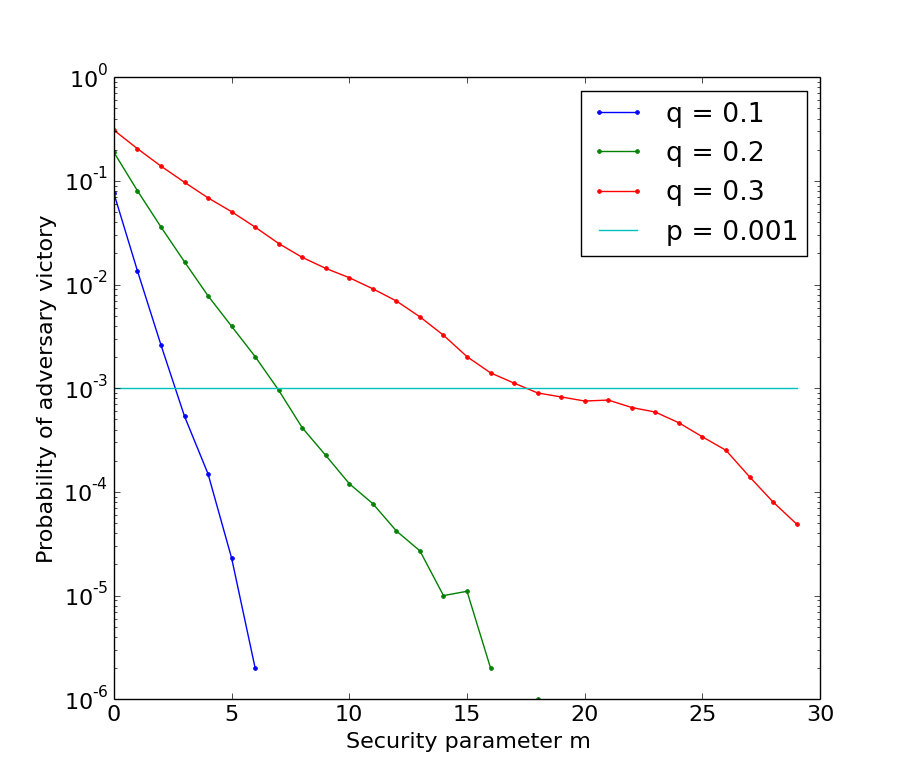 10^0
10^-1
10^-2
10^-3
10^-4
10^-5
10^-6
Probability of adversary victory
q = 0.1
q = 0.2
q = 0.3
p = 0.001
0 5 10 15 20 25 30
Security parameter m